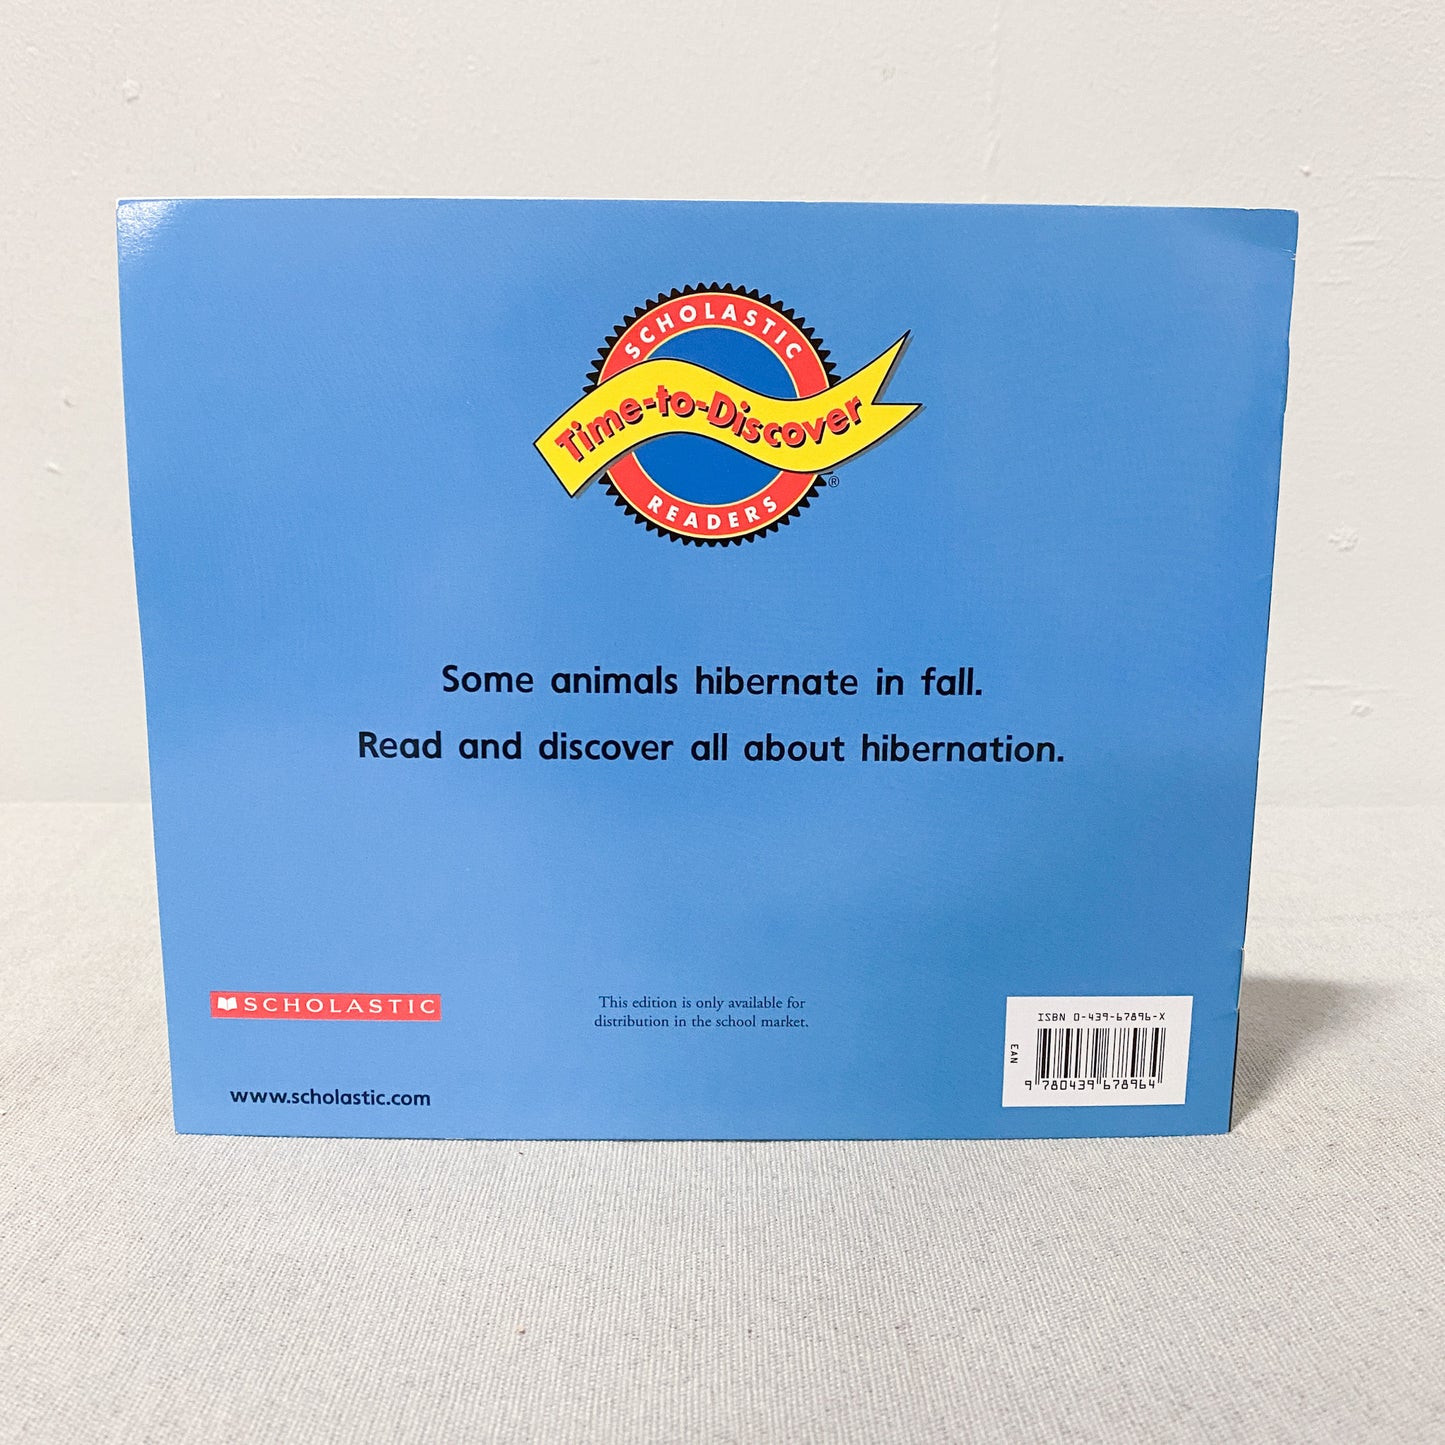 SCHOLASTIC
Time-to-Discover
READERS
®
Some animals hibernate in fall.
Read and discover all about hibernation.
SCHOLASTIC
www.scholastic.com
This edition is only available for
distribution in the school market.
ISBN 0-439-67896-X
EAN
9 780439 678964